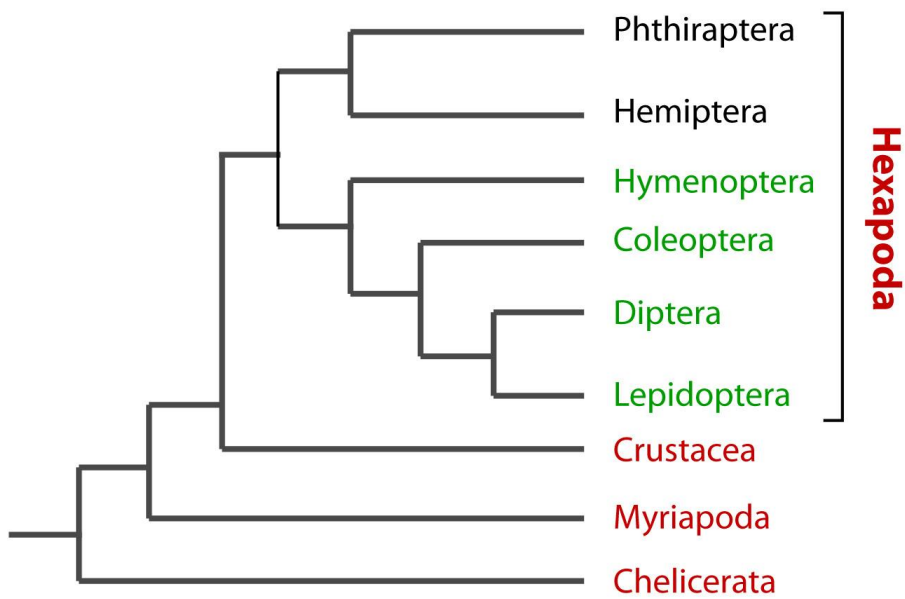 Phthiraptera
Hemiptera
Hymenoptera
Coleoptera
Diptera
Lepidoptera
Crustacea
Myriapoda
Chelicerata
Hexapoda